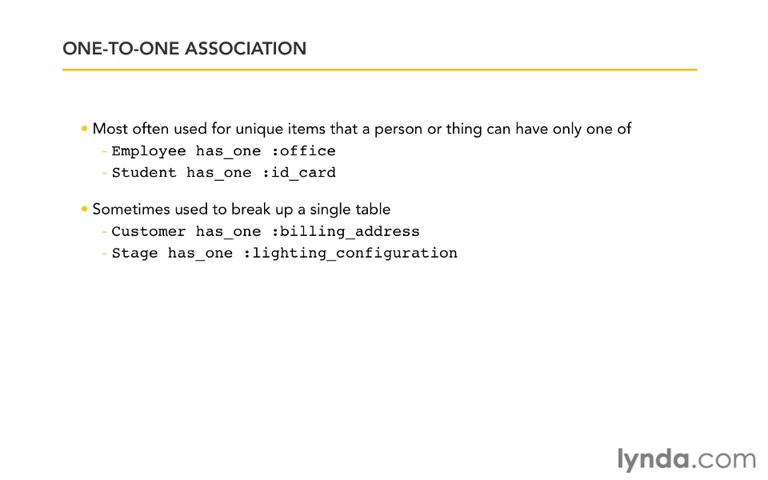 ONE-TO-ONE ASSOCIATION
• Most often used for unique items that a person or thing can have only one of
- Employee has_one :office
- Student has_one :id_card
• Sometimes used to break up a single table
- Customer has_one :billing_address
- Stage has_one :lighting_configuration
lynda.com